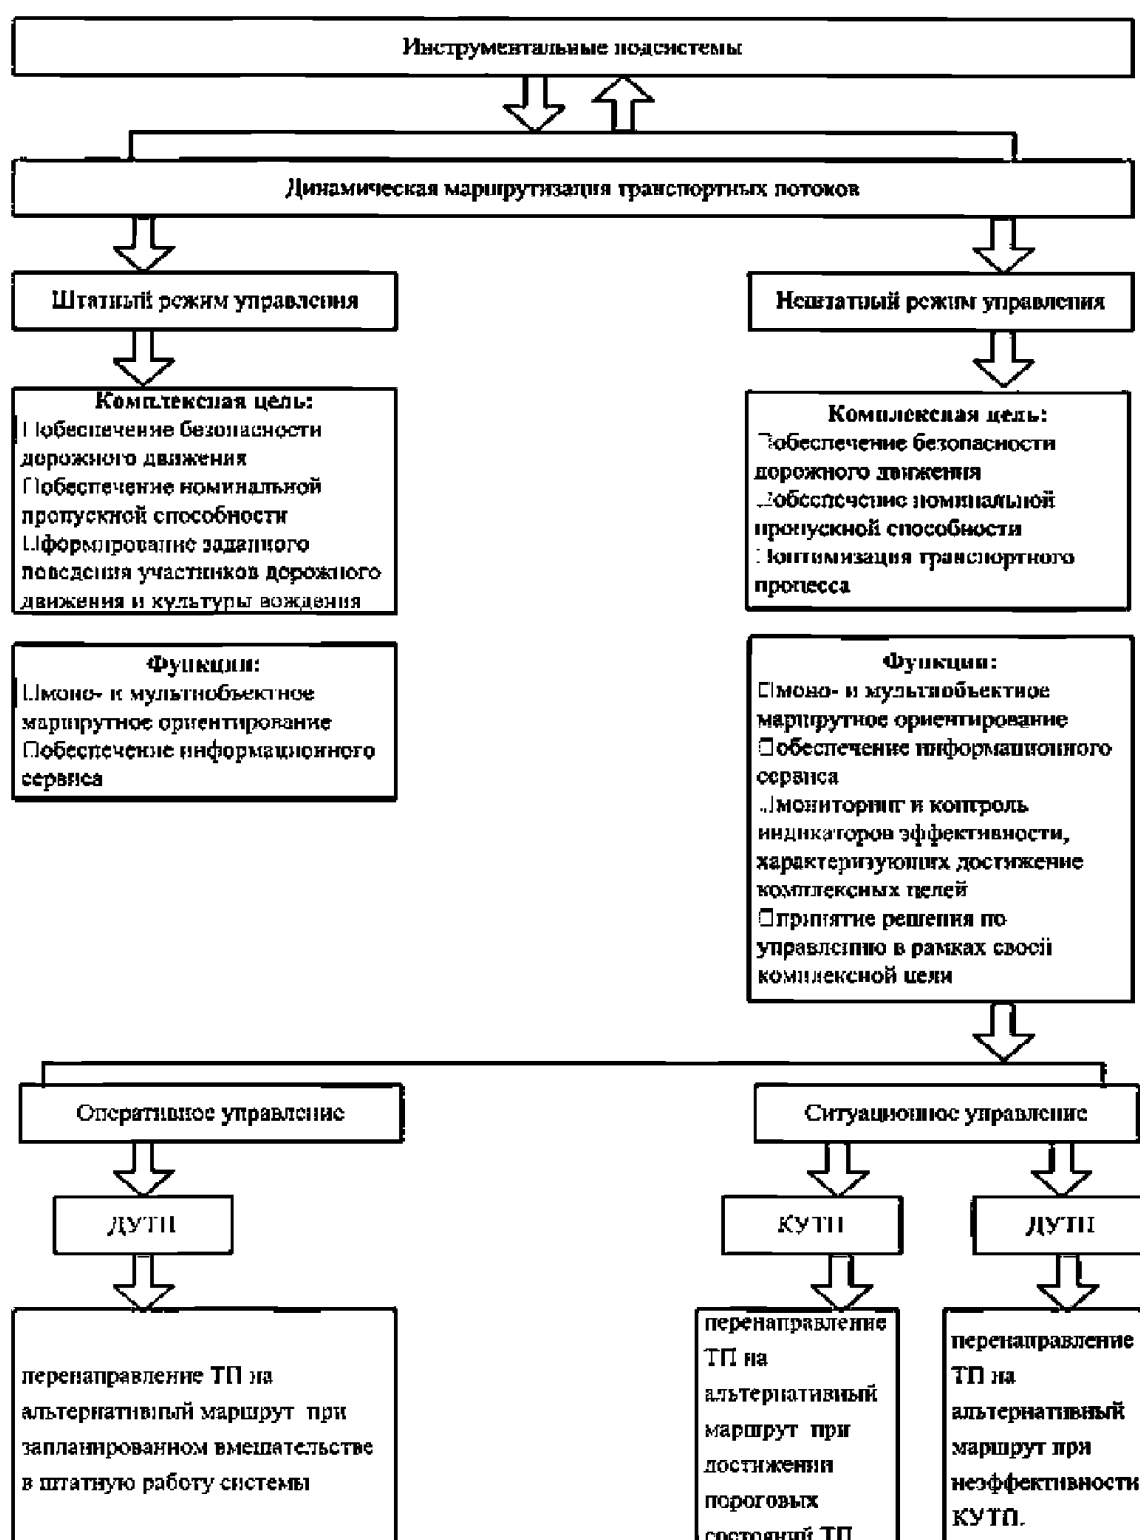 Инструментальные подсистемы
Динамическая маршрутизация транспортных потоков
Штатный режим управления
Нештатный режим управления
Комплексная цель:
обеспечение безопасности
дорожного движения
обеспечение номинальной
пропускной способности
формирование заданного
поведения участников дорожного
движения и культуры вождения
Комплексная цель:
обеспечение безопасности
дорожного движения
обеспечение номинальной
пропускной способности
оптимизация транспортного
процесса
Функции:
моно- и мультиобъектное
маршрутное ориентирование
обеспечение информационного
сервиса
Функции:
моно- и мультиобъектное
маршрутное ориентирование
обеспечение информационного
сервиса
мониторинг и контроль
индикаторов эффективности,
характеризующих достижение
комплексных целей
принятие решения по
управлению в рамках своей
комплексной цели
Оперативное управление
Ситуационное управление
ДУТП
КУТП
ДУТП
перенаправление ТП на
альтернативный маршрут при
запланированном вмешательстве
в штатную работу системы
перенаправление
ТП на
альтернативный
маршрут при
достижении
пороговых
состояний ТП
перенаправление
ТП на
альтернативный
маршрут при
неэффективности
КУТП.